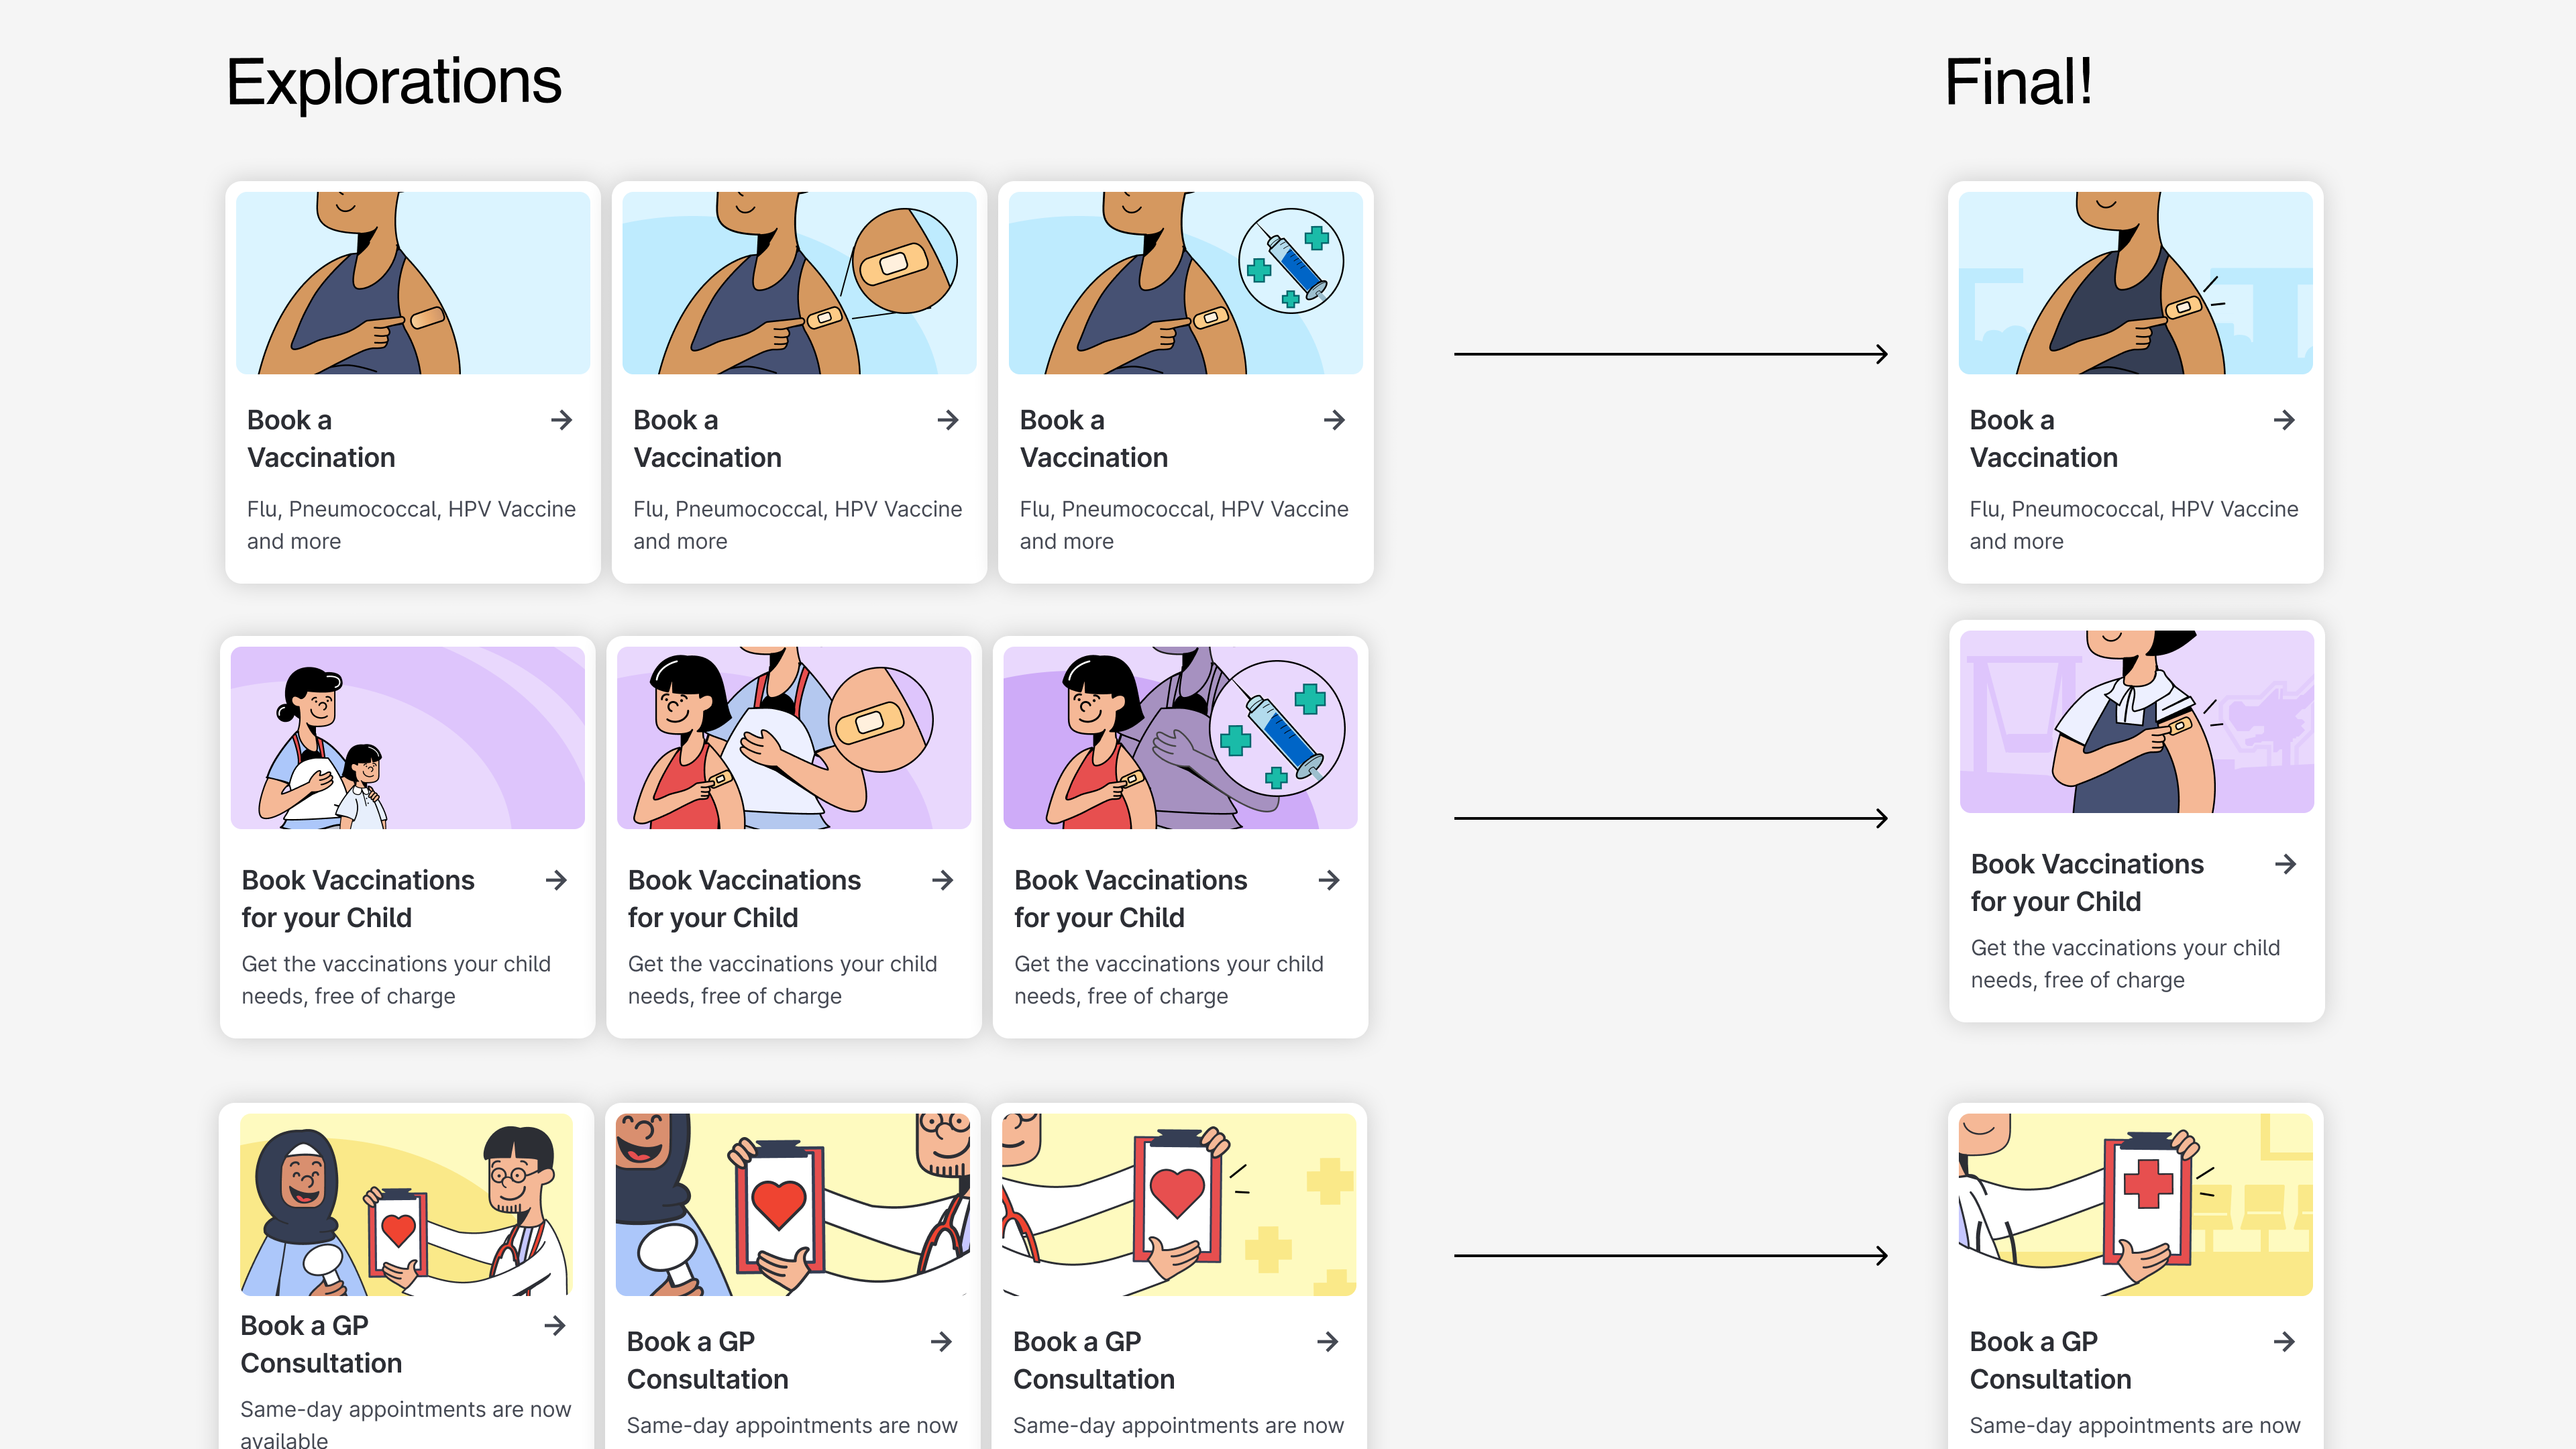 Explorations
Final!
Book a
Vaccination
Flu, Pneumococcal, HPV Vaccine
and more
Book a
Vaccination
Flu, Pneumococcal, HPV Vaccine
and more
Book a
Vaccination
Flu, Pneumococcal, HPV Vaccine
and more
Book a
Vaccination
Flu, Pneumococcal, HPV Vaccine
and more
Book Vaccinations
for your Child
Get the vaccinations your child
needs, free of charge
Book Vaccinations
for your Child
Get the vaccinations your child
needs, free of charge
Book Vaccinations
for your Child
Get the vaccinations your child
needs, free of charge
Book Vaccinations
for your Child
Get the vaccinations your child
needs, free of charge
Book a GP
Consultation
Same-day appointments are now
available
Book a GP
Consultation
Same-day appointments are now
Book a GP
Consultation
Same-day appointments are now
Book a GP
Consultation
Same-day appointments are now